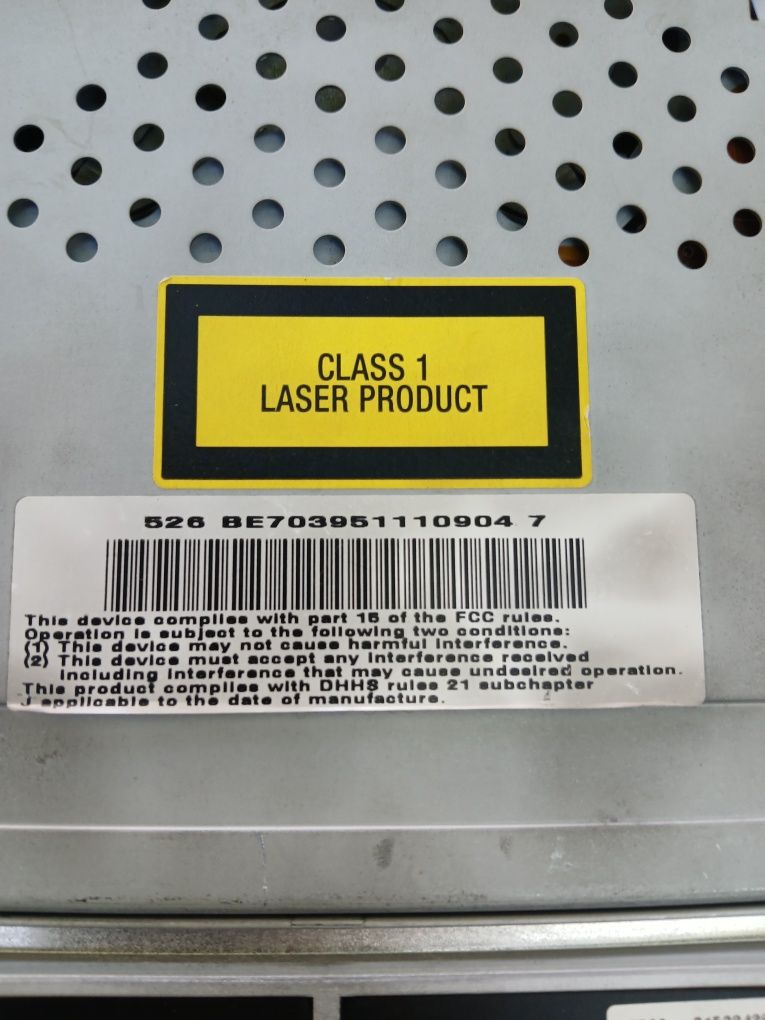 CLASS 1
LASER PRODUCT
526 BE703951110904 7
This device complies with part 15 of the FCC rules.
Operation is subject to the following two conditions:
(1) This device may not cause harmful interference.
(2) This device must accept any interference received
including interference that may cause undesired operation.
This product complies with DHHS rules 21 subchapter
J applicable to the date of manufacture.